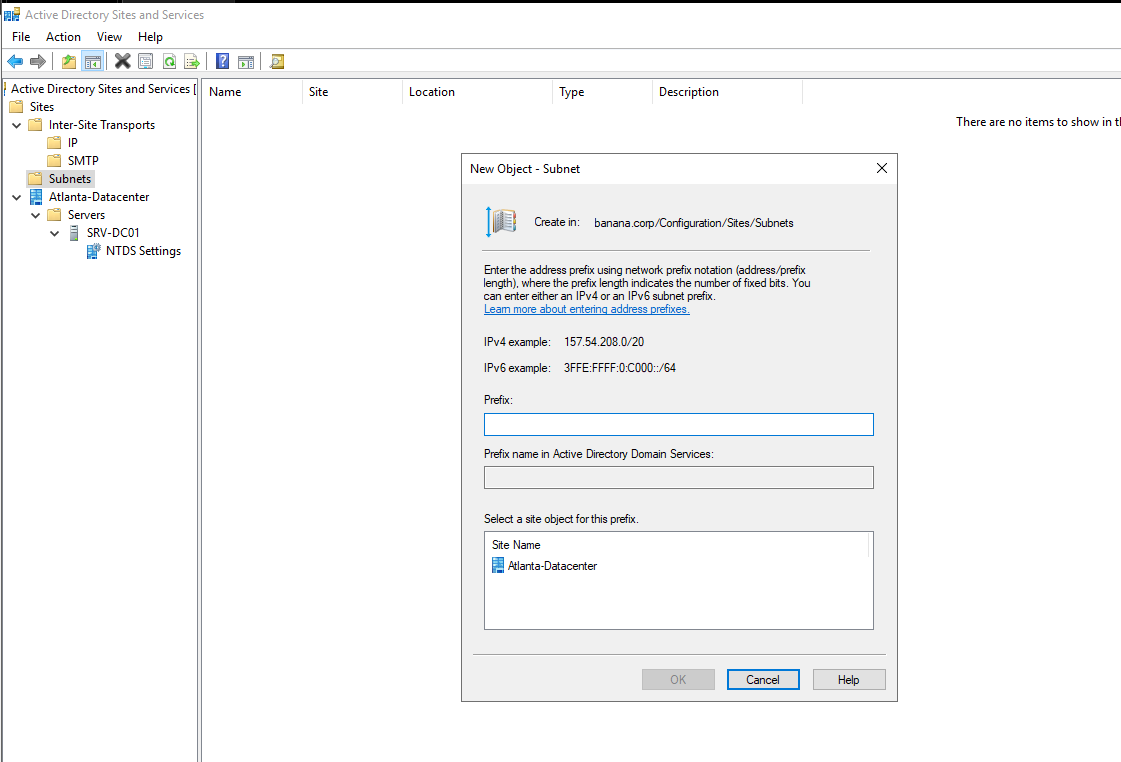 Active Directory Sites and Services
File Action View Help
Active Directory Sites and Services [
Sites
Inter-Site Transports
IP
SMTP
Subnets
Atlanta-Datacenter
Servers
SRV-DC01
NTDS Settings
Name Site Location Type Description
There are no items to show in th
New Object - Subnet
Create in: banana.corp/Configuration/Sites/Subnets
Enter the address prefix using network prefix notation (address/prefix
length), where the prefix length indicates the number of fixed bits. You
can enter either an IPv4 or an IPv6 subnet prefix.
Learn more about entering address prefixes.
IPv4 example: 157.54.208.0/20
IPv6 example: 3FFE:FFFF:0:C000::/64
Prefix:
Prefix name in Active Directory Domain Services:
Select a site object for this prefix.
Site Name
Atlanta-Datacenter
OK Cancel Help